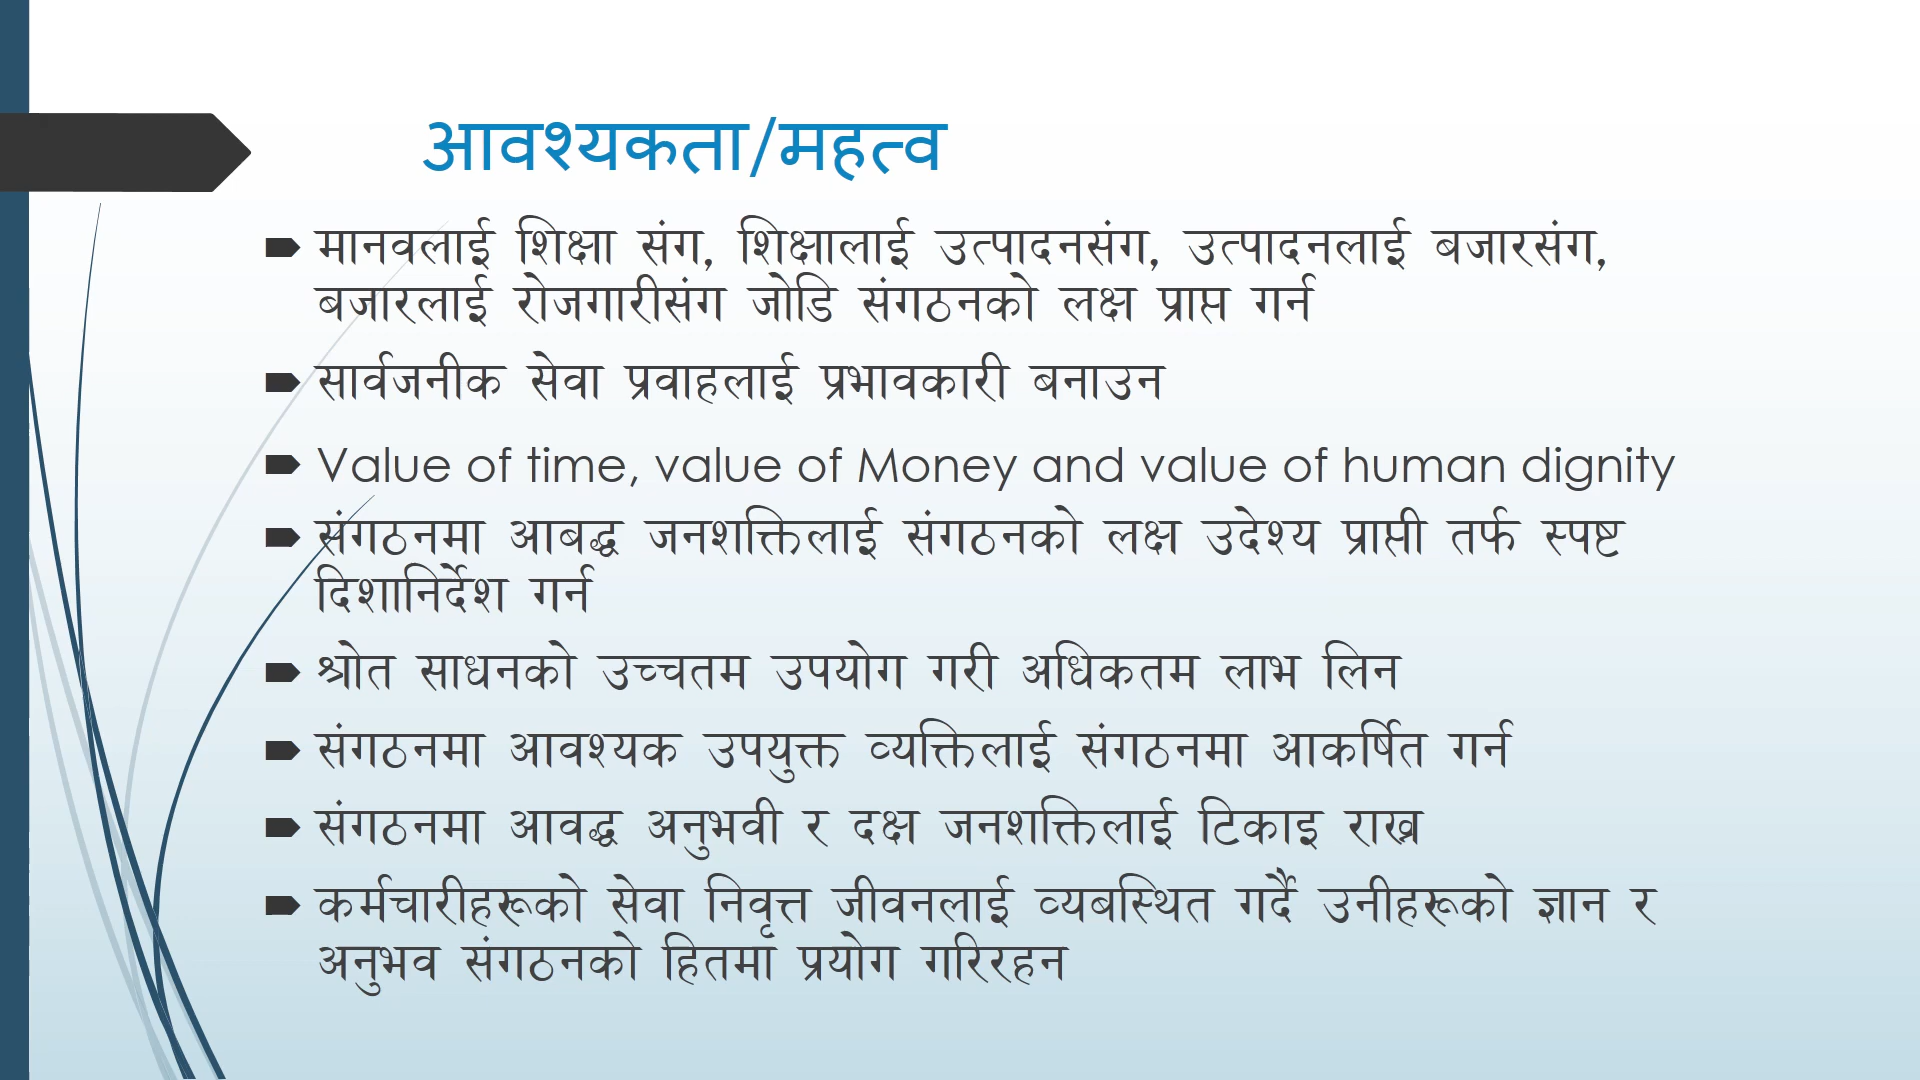 आवश्यकता/महत्व
मानवलाई शिक्षा संग, शिक्षालाई उत्पादनसंग, उत्पादनलाई बजारसंग,
बजारलाई रोजगारीसंग जोडि संगठनको लक्ष प्राप्त गर्न
सार्वजनीक सेवा प्रवाहलाई प्रभावकारी बनाउन
Value of time, value of Money and value of human dignity
संगठनमा आबद्ध जनशक्तिलाई संगठनको लक्ष उदेश्य प्राप्ती तर्फ स्पष्ट
दिशानिर्देश गर्न
श्रोत साधनको उच्चतम उपयोग गरी अधिकतम लाभ लिन
संगठनमा आवश्यक उपयुक्त व्यक्तिलाई संगठनमा आकर्षित गर्न
संगठनमा आवद्ध अनुभवी र दक्ष जनशक्तिलाई टिकाइ राख्न
कर्मचारीहरूको सेवा निवृत्त जीवनलाई व्यबस्थित गर्दै उनीहरूको ज्ञान र
अनुभव संगठनको हितमा प्रयोग गरिरहन